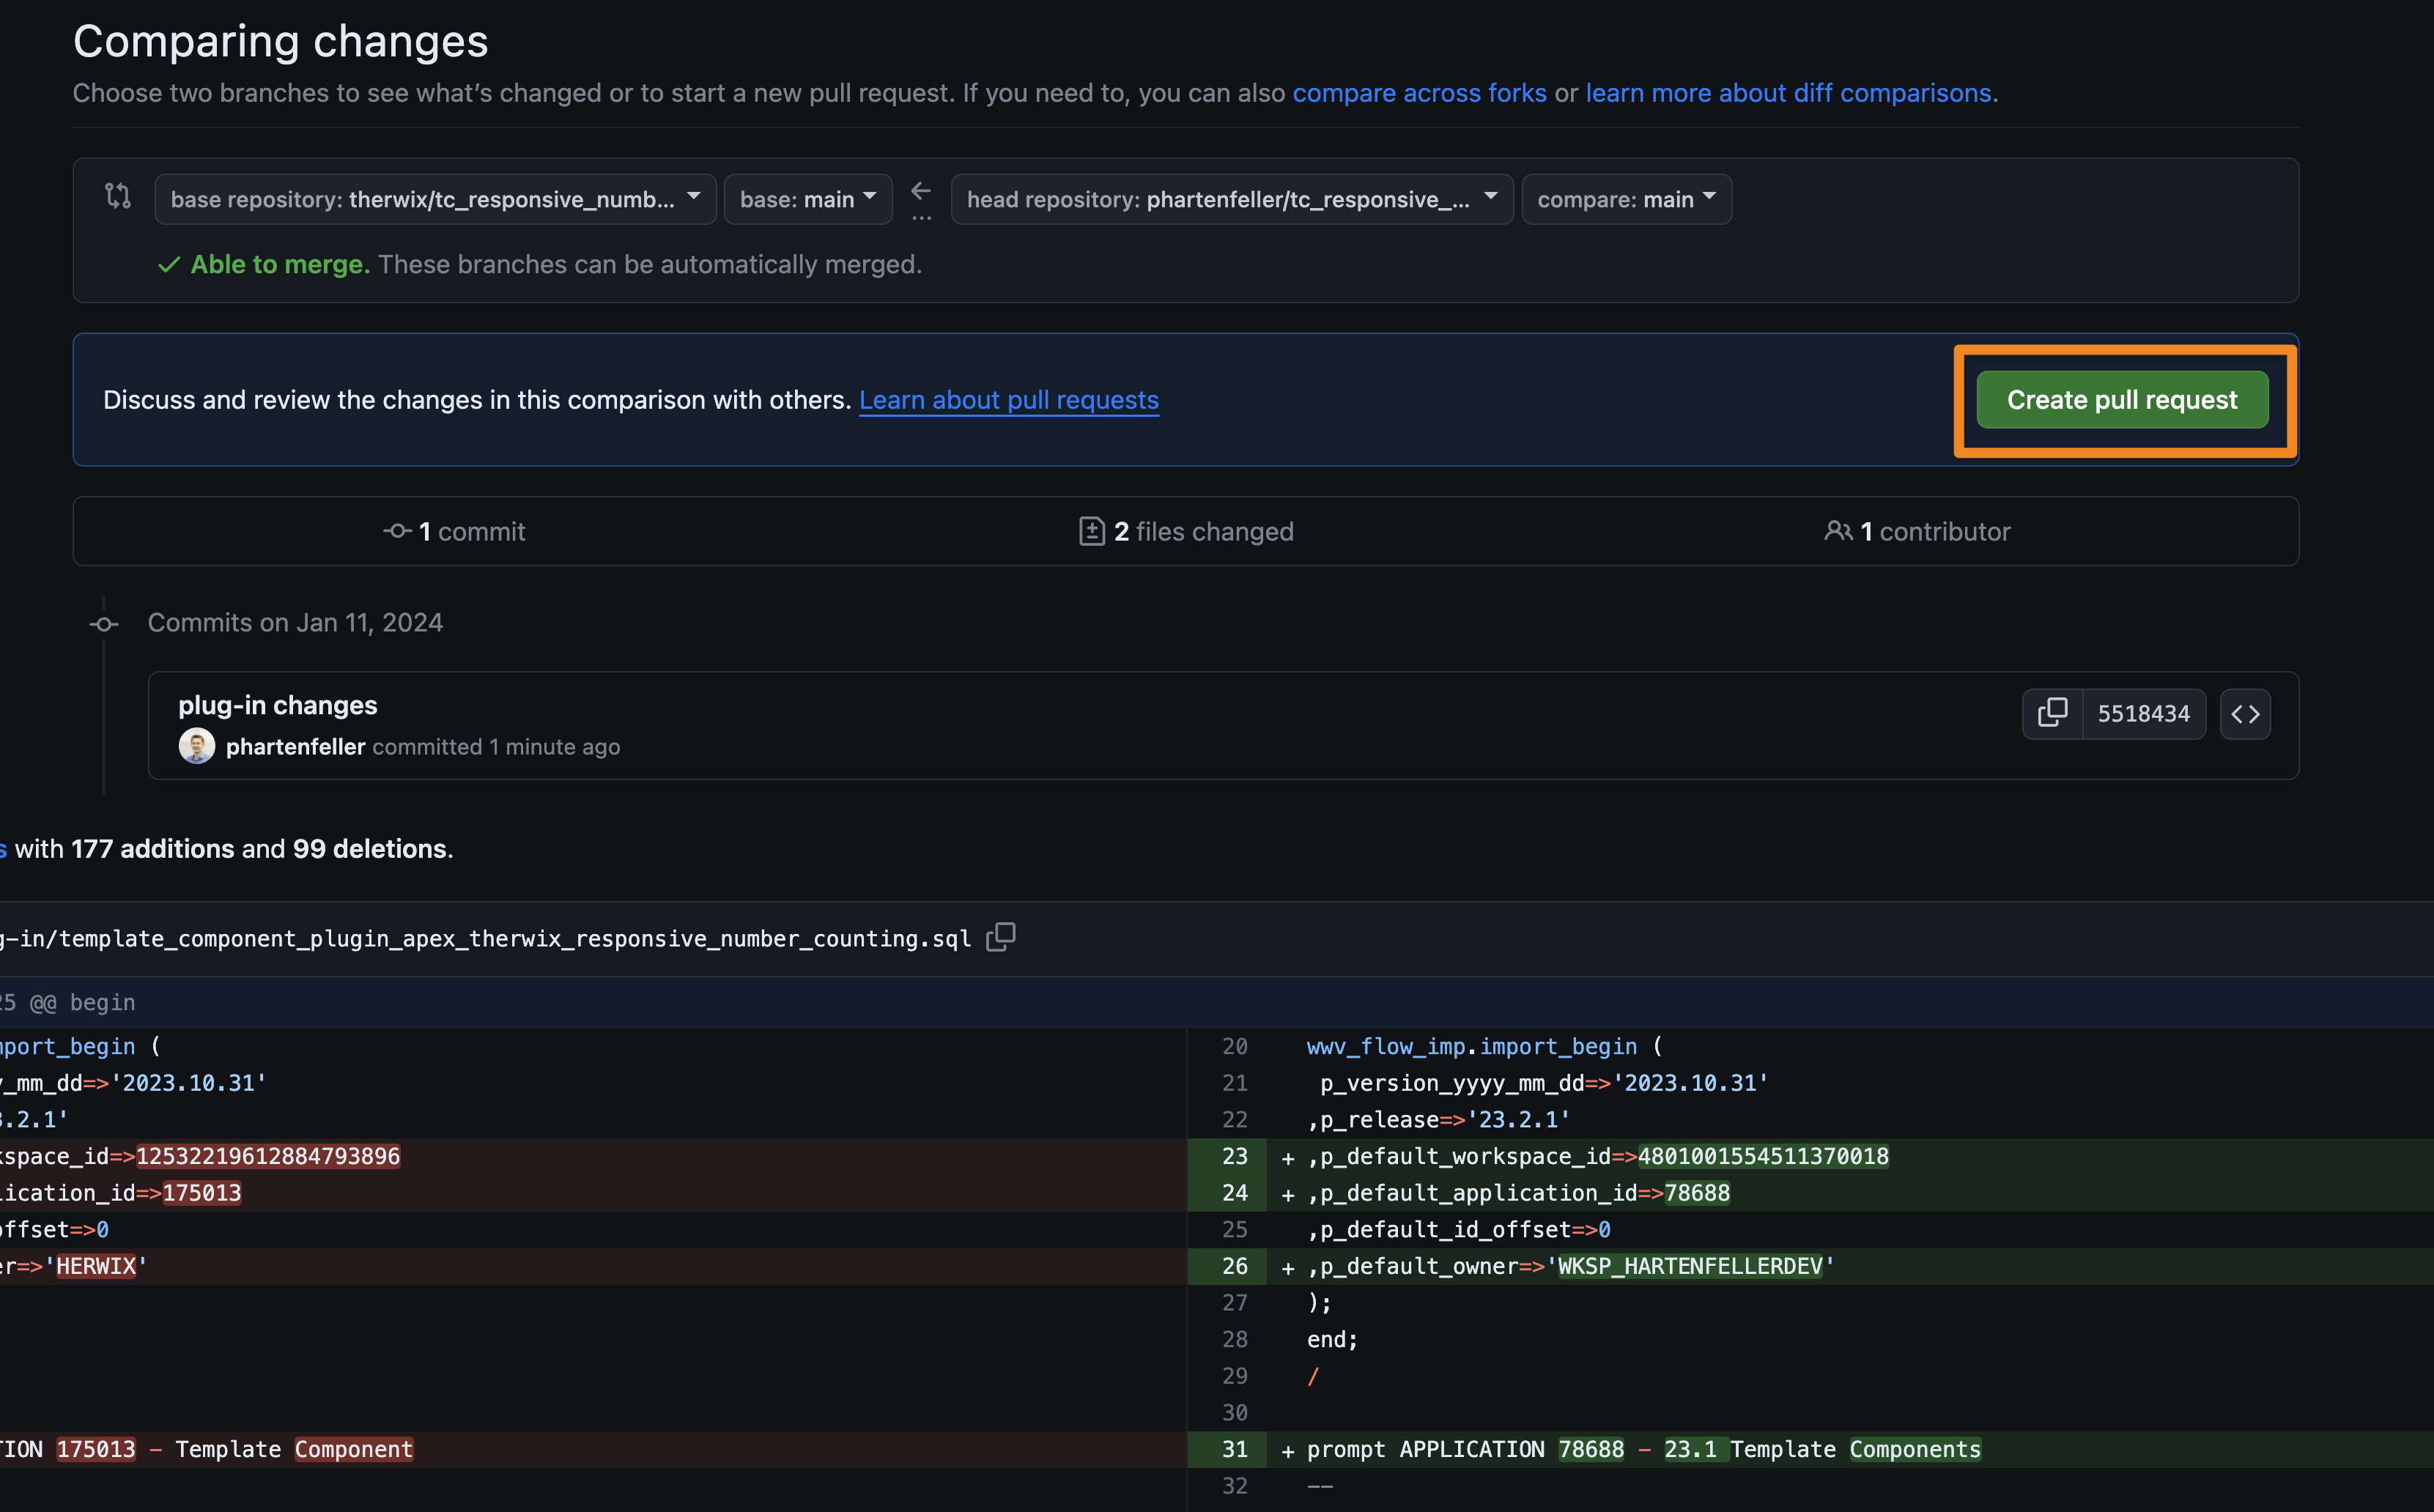 Comparing changes
Choose two branches to see what’s changed or to start a new pull request. If you need to, you can also compare across forks or learn more about diff comparisons.
base repository: therwix/tc_responsive_numb... base: main ... head repository: phartenfeller/tc_responsive_... compare: main
Able to merge. These branches can be automatically merged.
Discuss and review the changes in this comparison with others. Learn about pull requests
Create pull request
1 commit
2 files changed
1 contributor
Commits on Jan 11, 2024
plug-in changes
phartenfeller committed 1 minute ago
5518434
s with 177 additions and 99 deletions.
g-in/template_component_plugin_apex_therwix_responsive_number_counting.sql
25 @@ begin
mport_begin (
y_mm_dd=>'2023.10.31'
3.2.1'
kspace_id=>12532219612884793896
lication_id=>175013
offset=>0
er=>'HERWIX'
TION 175013 - Template Component
20 wwv_flow_imp.import_begin (
21 p_version_yyyy_mm_dd=>'2023.10.31'
22 ,p_release=>'23.2.1'
23 + ,p_default_workspace_id=>4801001554511370018
24 + ,p_default_application_id=>78688
25 ,p_default_id_offset=>0
26 + ,p_default_owner=>'WKSP_HARTENFELLERDEV'
27 );
28 end;
29 /
30
31 + prompt APPLICATION 78688 - 23.1 Template Components
32 --